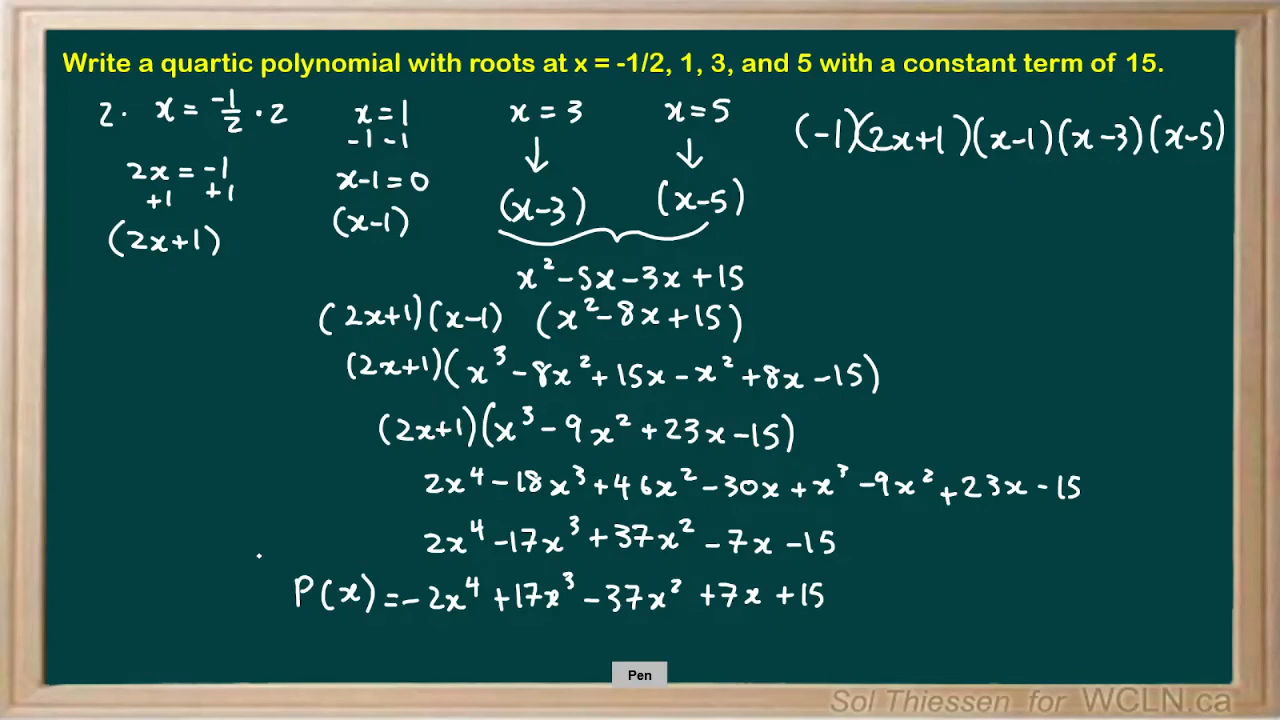 Write a quartic polynomial with roots at x = -1/2, 1, 3, and 5 with a constant term of 15.
2 · x = -1/2 · 2 x = 1 x = 3 x = 5 (-1)(2x+1)(x-1)(x-3)(x-5)
-1 -1
2x = -1 x-1 = 0
+1 +1
(2x+1) (x-1) (x-3) (x-5)
x² - 5x - 3x + 15
(2x+1)(x-1) (x² - 8x + 15)
(2x+1)(x³ - 8x² + 15x - x² + 8x - 15)
(2x+1)(x³ - 9x² + 23x - 15)
2x⁴ - 18x³ + 46x² - 30x + x³ - 9x² + 23x - 15
2x⁴ - 17x³ + 37x² - 7x - 15
P(x) = - 2x⁴ + 17x³ - 37x² + 7x + 15
Pen
Sol Thiessen for WCLN.ca